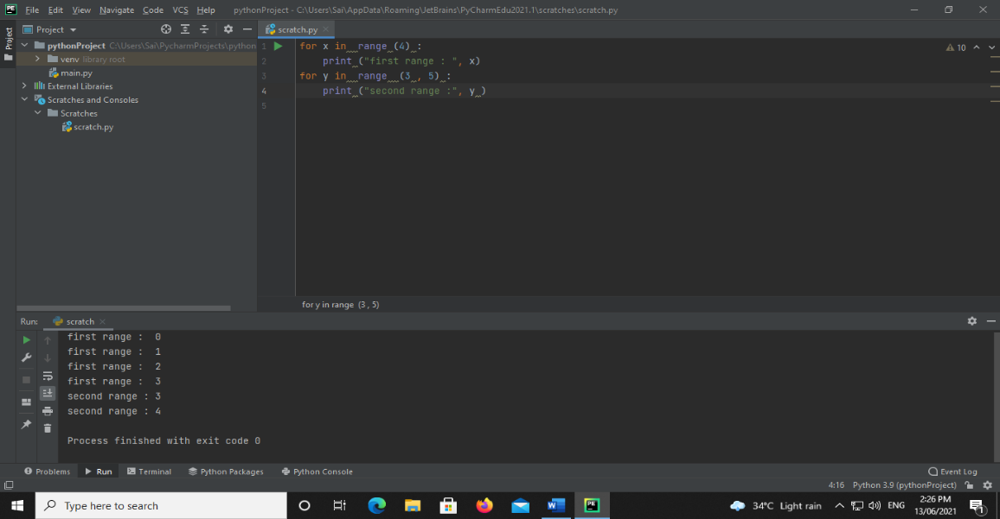 PE File Edit View Navigate Code VCS Help pythonProject - C:\Users\Sai\AppData\Roaming\JetBrains\PyCharmEdu2021.1\scratches\scratch.py
Project
Project
scratch.py
pythonProject C:\Users\Sai\PycharmProjects\python
venv library root
main.py
External Libraries
Scratches and Consoles
Scratches
scratch.py
1 for x in  range (4) :
2     print ("first range : ", x)
3 for y in  range  (3 , 5) :
4     print ("second range :", y )
5
10
for y in range (3 , 5)
Run: scratch
first range :  0
first range :  1
first range :  2
first range :  3
second range : 3
second range : 4
Process finished with exit code 0
Problems Run Terminal Python Packages Python Console Event Log
4:16 Python 3.9 (pythonProject)
Type here to search
W
PE
34°C Light rain
ENG
2:26 PM
13/06/2021
1